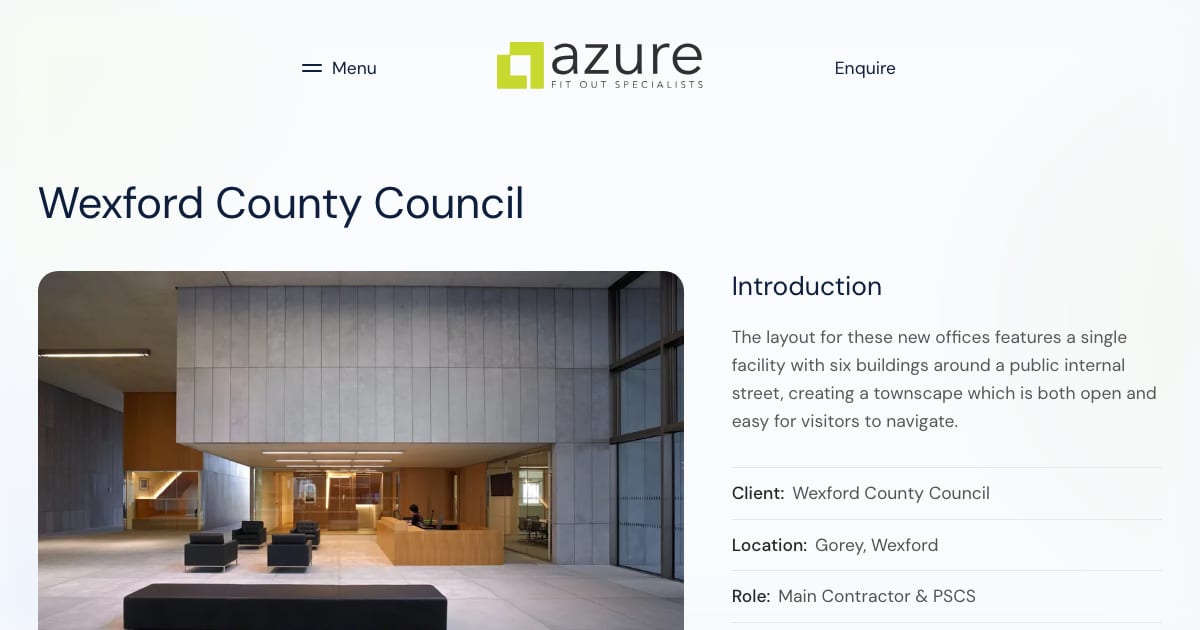 Menu
azure
FIT OUT SPECIALISTS
Enquire
Wexford County Council
Introduction
The layout for these new offices features a single
facility with six buildings around a public internal
street, creating a townscape which is both open and
easy for visitors to navigate.
Client: Wexford County Council
Location: Gorey, Wexford
Role: Main Contractor & PSCS